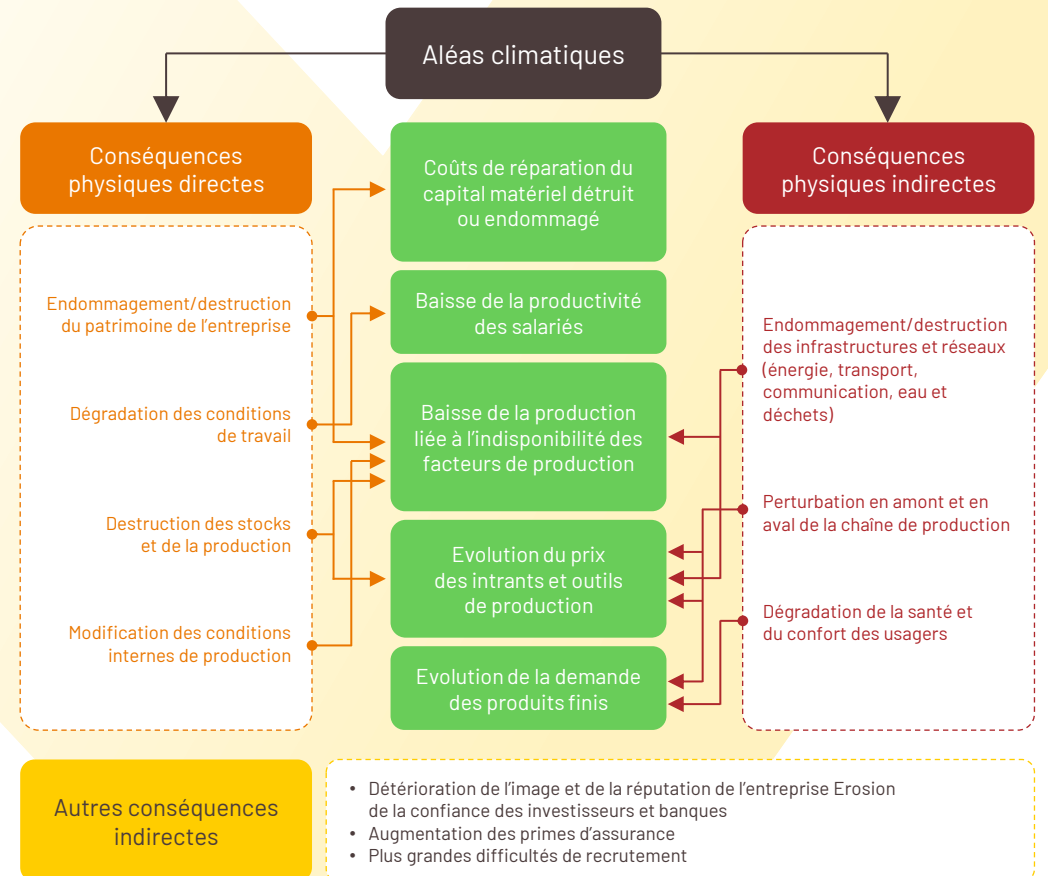 Aléas climatiques
Conséquences
physiques directes
Endommagement/destruction
du patrimoine de l'entreprise
Dégradation des conditions
de travail
Destruction des stocks
et de la production
Modification des conditions
internes de production
Coûts de réparation du
capital matériel détruit
ou endommagé
Baisse de la productivité
des salariés
Baisse de la production
liée à l'indisponibilité des
facteurs de production
Evolution du prix
des intrants et outils
de production
Evolution de la demande
des produits finis
Conséquences
physiques indirectes
Endommagement/destruction
des infrastructures et réseaux
(énergie, transport,
communication, eau et
déchets)
Perturbation en amont et en
aval de la chaîne de production
Dégradation de la santé et
du confort des usagers
Autres conséquences
indirectes
• Détérioration de l'image et de la réputation de l'entreprise Erosion
de la confiance des investisseurs et banques
• Augmentation des primes d'assurance
• Plus grandes difficultés de recrutement